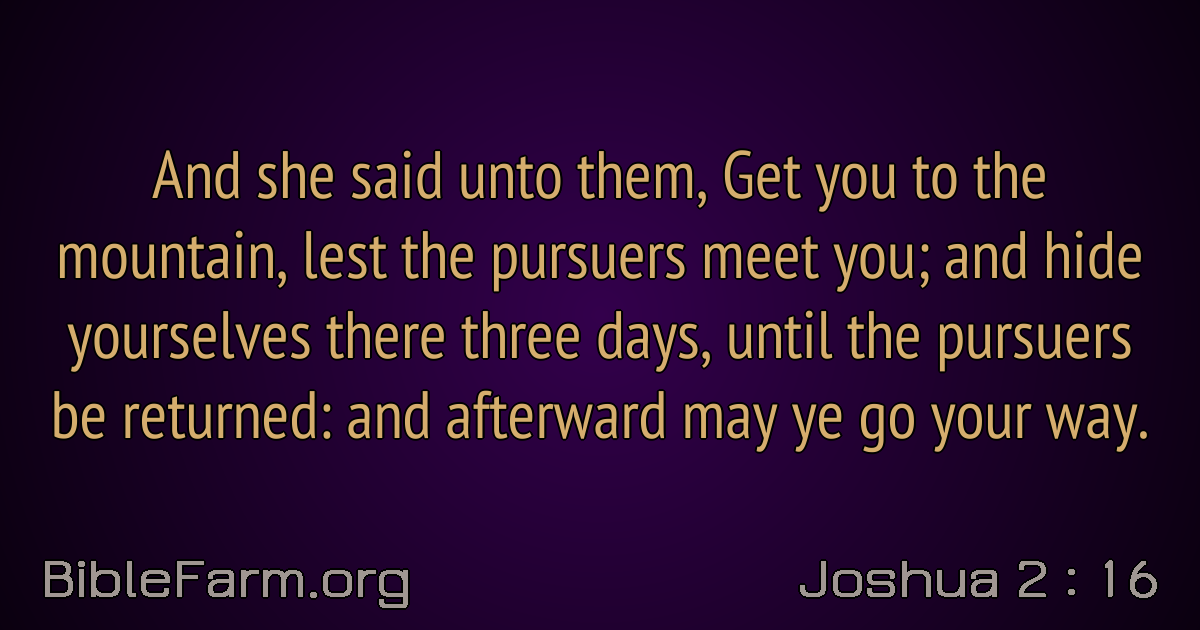 And she said unto them, Get you to the
mountain, lest the pursuers meet you; and hide
yourselves there three days, until the pursuers
be returned: and afterward may ye go your way.
BibleFarm.org
Joshua 2 : 16